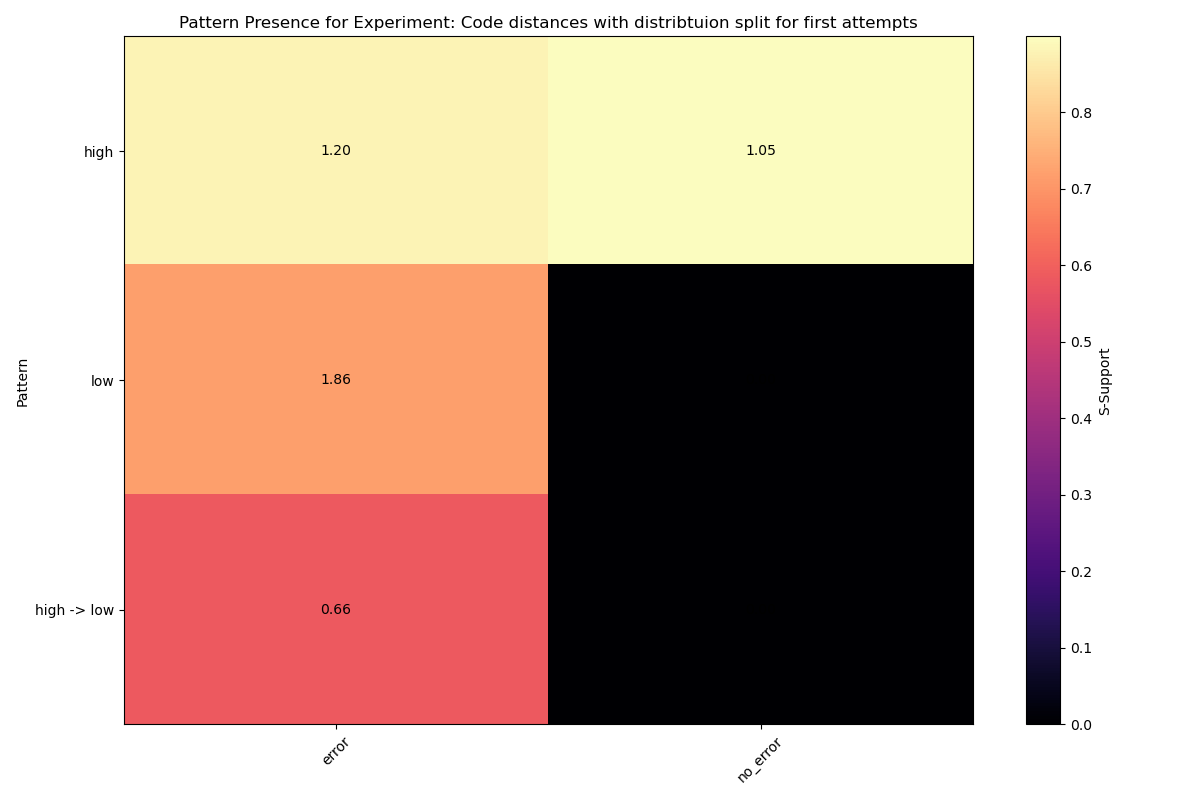 Pattern Presence for Experiment: Code distances with distribtuion split for first attempts
high
low
high -> low
Pattern
1.20
1.05
1.86
0.66
error
no_error
0.8
0.7
0.6
0.5
0.4
0.3
0.2
0.1
0.0
S-Support